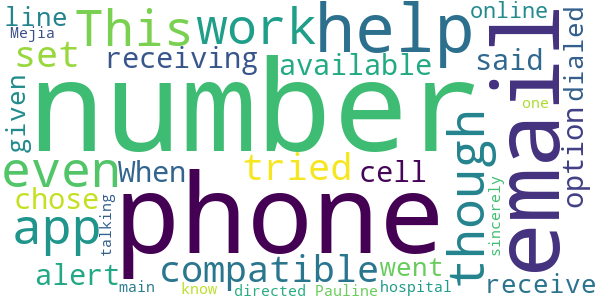 line This work help online
Mejia set receiving available said email dialed
given number option
even When tried cell though
chose app talking phone sincerely one
alert compatible went receive
main know directed Pauline hospital